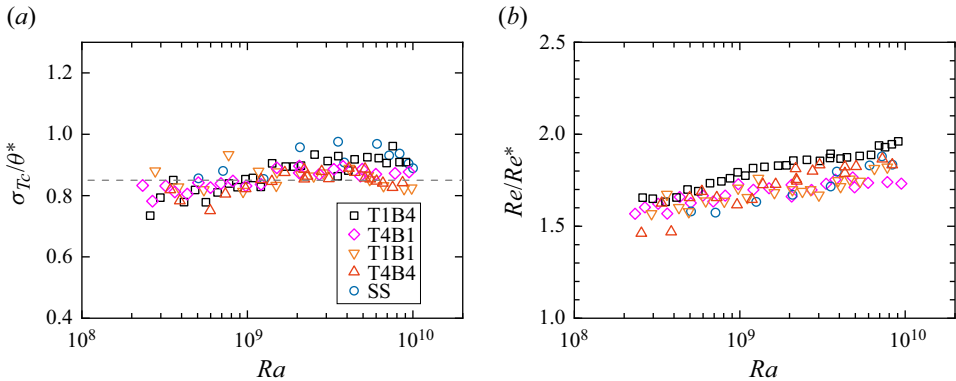 (a)
1.2
1.0
0.8
0.6
0.4
σ_Tc/θ*
10^8
10^9
10^10
Ra
T1B4
T4B1
T1B1
T4B4
SS
(b)
2.5
2.0
1.5
1.0
Re/Re*
10^8
10^9
10^10
Ra